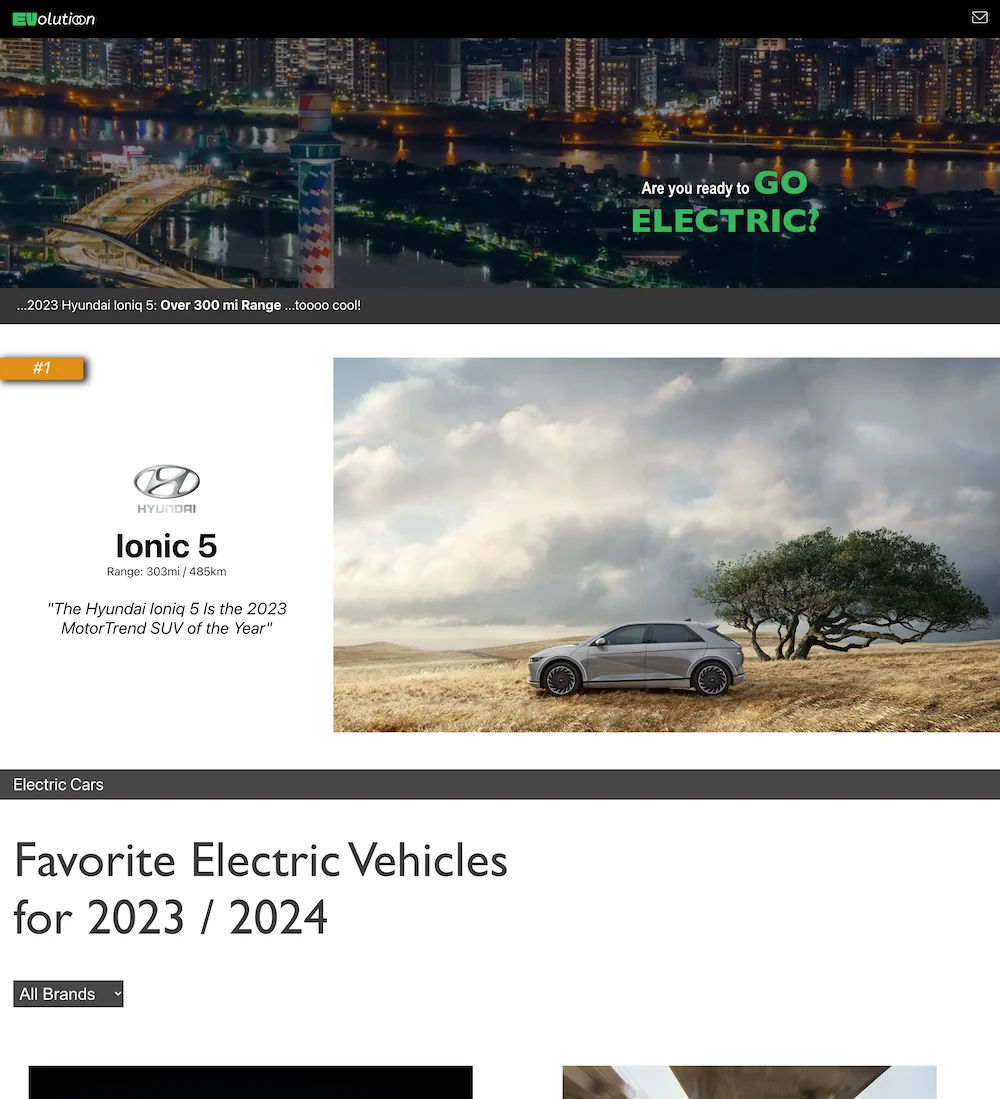 EVolutioon
Are you ready to GO
ELECTRIC?
...2023 Hyundai Ioniq 5: Over 300 mi Range ...toooo cool!
#1
HYUNDAI
Ionic 5
Range: 303mi / 485km
"The Hyundai Ioniq 5 Is the 2023
MotorTrend SUV of the Year"
Electric Cars
Favorite Electric Vehicles
for 2023 / 2024
All Brands